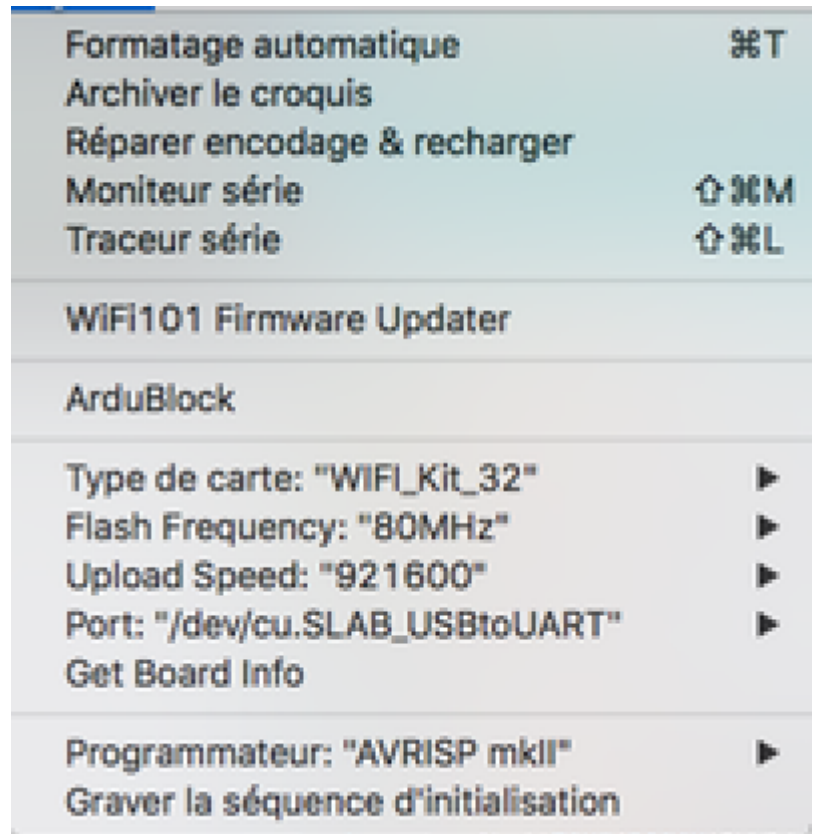 Formatage automatique ⌘T
Archiver le croquis
Réparer encodage & recharger
Moniteur série ⇧⌘M
Traceur série ⇧⌘L
WiFi101 Firmware Updater
ArduBlock
Type de carte: "WIFI_Kit_32"
Flash Frequency: "80MHz"
Upload Speed: "921600"
Port: "/dev/cu.SLAB_USBtoUART"
Get Board Info
Programmateur: "AVRISP mkII"
Graver la séquence d'initialisation